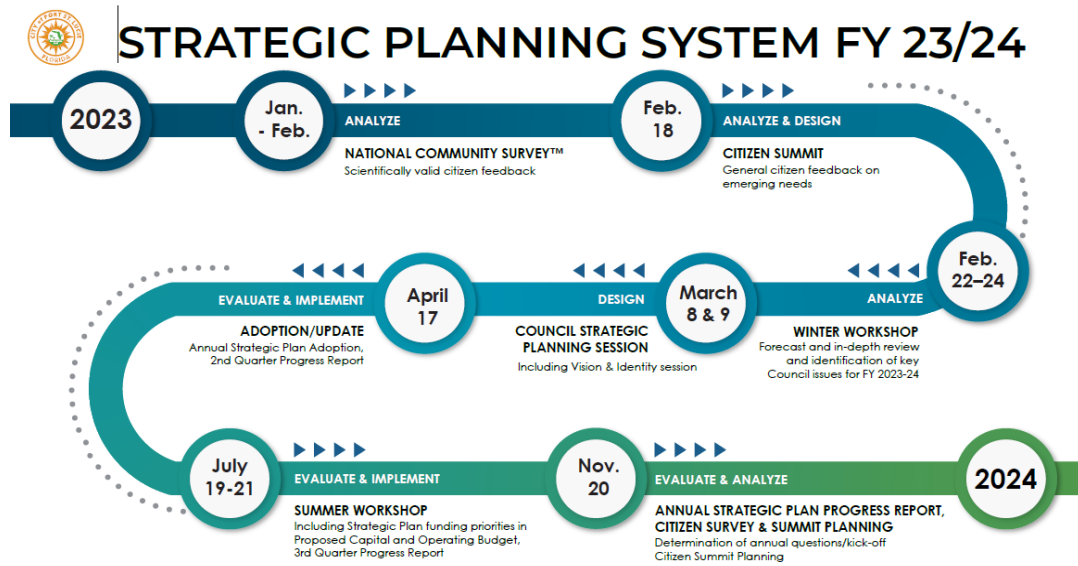 CITY of PORT ST. LUCIE
FLORIDA
STRATEGIC PLANNING SYSTEM FY 23/24
2023
Jan.
- Feb.
ANALYZE
NATIONAL COMMUNITY SURVEY™
Scientifically valid citizen feedback
Feb.
18
ANALYZE & DESIGN
CITIZEN SUMMIT
General citizen feedback on
emerging needs
Feb.
22–24
ANALYZE
WINTER WORKSHOP
Forecast and in-depth review
and identification of key
Council issues for FY 2023-24
March
8 & 9
DESIGN
COUNCIL STRATEGIC
PLANNING SESSION
Including Vision & Identity session
April
17
EVALUATE & IMPLEMENT
ADOPTION/UPDATE
Annual Strategic Plan Adoption,
2nd Quarter Progress Report
July
19-21
EVALUATE & IMPLEMENT
SUMMER WORKSHOP
Including Strategic Plan funding priorities in
Proposed Capital and Operating Budget,
3rd Quarter Progress Report
Nov.
20
EVALUATE & ANALYZE
ANNUAL STRATEGIC PLAN PROGRESS REPORT,
CITIZEN SURVEY & SUMMIT PLANNING
Determination of annual questions/kick-off
Citizen Summit Planning
2024